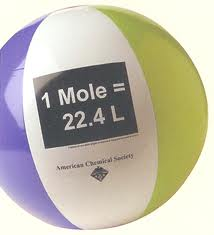 1 Mole =
22.4 L
American Chemical Society